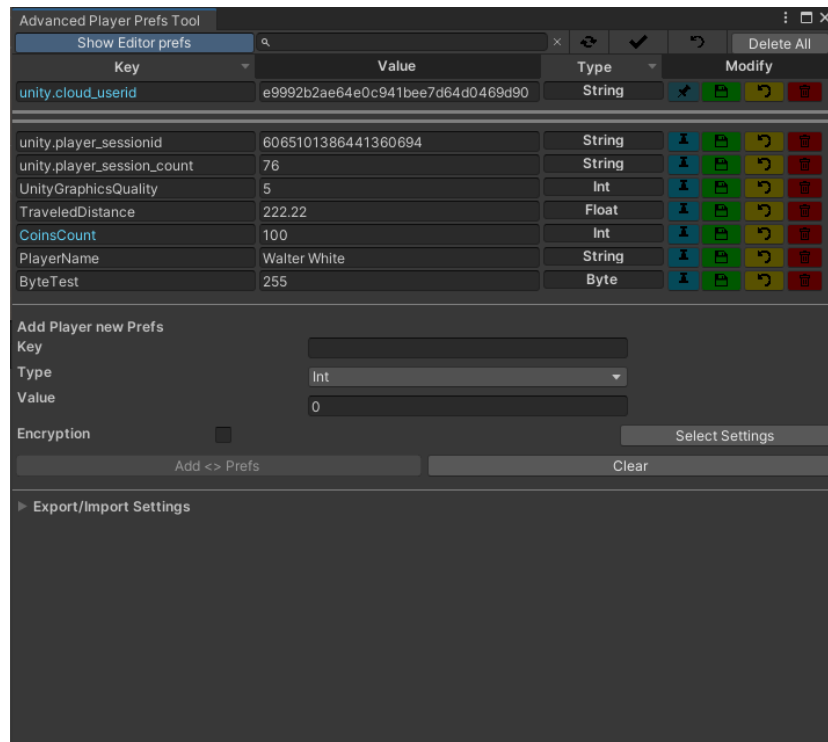 Advanced Player Prefs Tool
Show Editor prefs Delete All
Key Value Type Modify
unity.cloud_userid e9992b2ae64e0c941bee7d64d0469d90 String
unity.player_sessionid 6065101386441360694 String
unity.player_session_count 76 String
UnityGraphicsQuality 5 Int
TraveledDistance 222.22 Float
CoinsCount 100 Int
PlayerName Walter White String
ByteTest 255 Byte
Add Player new Prefs
Key
Type Int
Value 0
Encryption Select Settings
Add <> Prefs Clear
Export/Import Settings